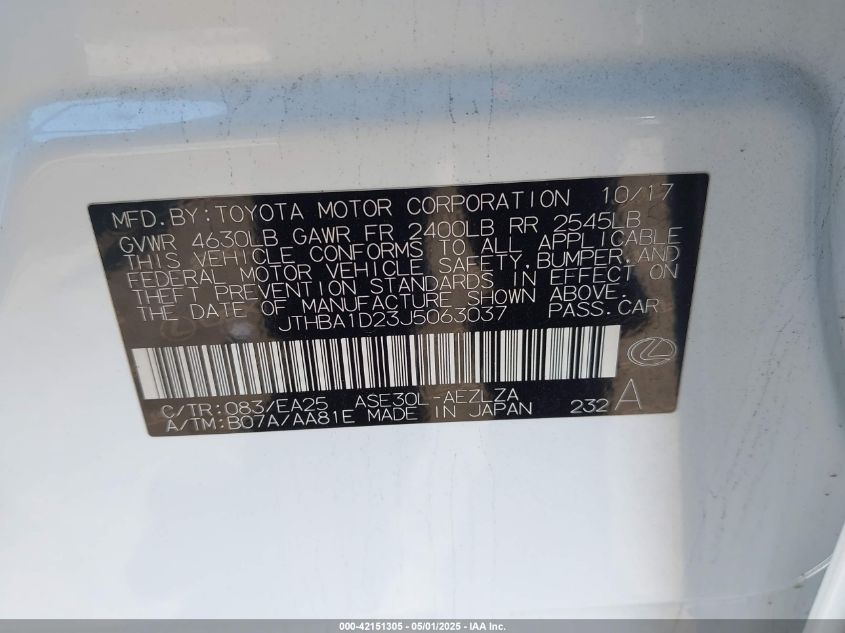 MFD. BY: TOYOTA MOTOR CORPORATION 10/17
GVWR 4630LB GAWR FR 2400LB RR 2545LB
THIS VEHICLE CONFORMS TO ALL APPLICABLE
FEDERAL MOTOR VEHICLE SAFETY, BUMPER, AND
THEFT PREVENTION STANDARDS IN EFFECT ON
THE DATE OF MANUFACTURE SHOWN ABOVE.
JTHBA1D23J5063037 PASS. CAR
C/TR: 083/EA25 ASE30L-AEZLZA
A/TM: B07A/AA81E MADE IN JAPAN 232 A
000-42151305 - 05/01/2025 - IAA Inc.